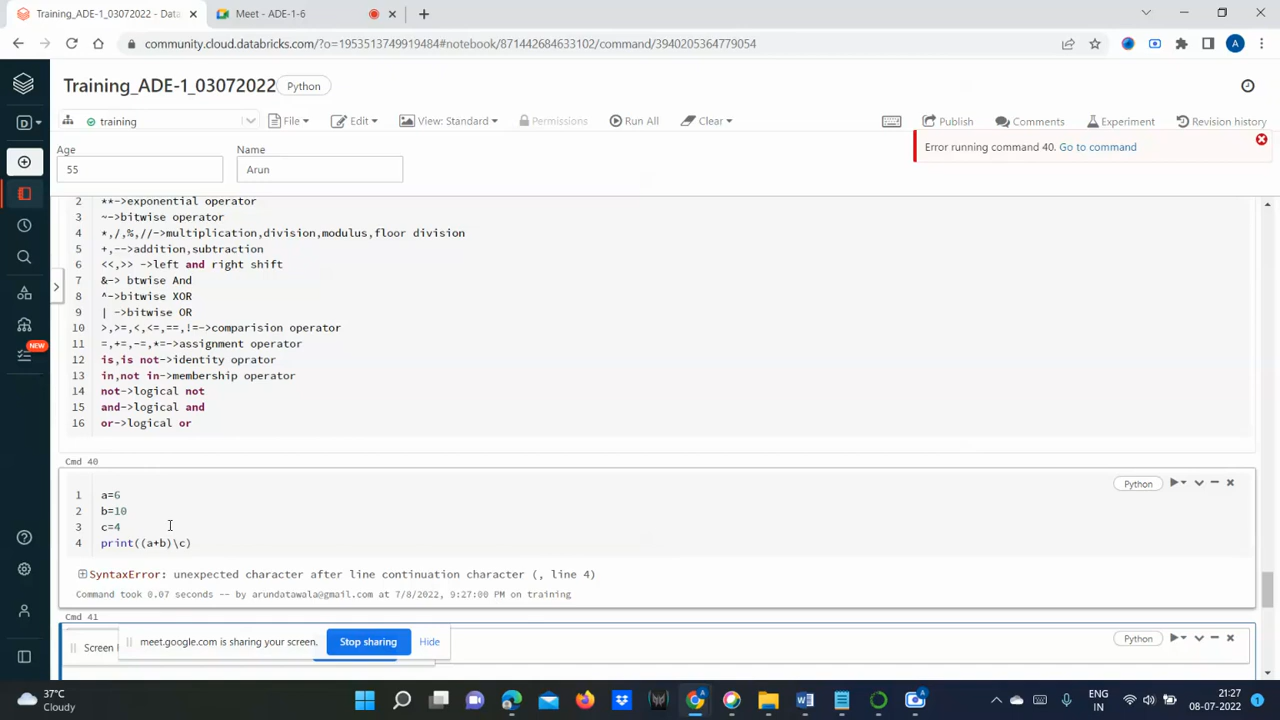 Training_ADE-1_03072022 - Data
Meet - ADE-1-6
community.cloud.databricks.com/?o=1953513749919484#notebook/871442684633102/command/3940205364779054
A
Training_ADE-1_03072022 Python
D
training File Edit View: Standard Permissions Run All Clear Publish Comments Experiment Revision history
Error running command 40. Go to command
Age Name
55 Arun
2 **->exponential operator
3 ~->bitwise operator
4 *,/,%,//->multiplication,division,modulus,floor division
5 +,-->addition,subtraction
6 <<,>> ->left and right shift
7 &-> btwise And
8 ^->bitwise XOR
9 | ->bitwise OR
10 >,>=,<,<=,==,!=->comparision operator
11 =,+=,-=,*=->assignment operator
12 is,is not->identity oprator
13 in,not in->membership operator
14 not->logical not
15 and->logical and
16 or->logical or
NEW
Cmd 40
Python
1 a=6
2 b=10
3 c=4
4 print((a+b)\c)
SyntaxError: unexpected character after line continuation character (, line 4)
Command took 0.07 seconds -- by arundatawala@gmail.com at 7/8/2022, 9:27:00 PM on training
Cmd 41
Python
Screen
meet.google.com is sharing your screen. Stop sharing Hide
37°C
Cloudy
ENG
IN
21:27
08-07-2022